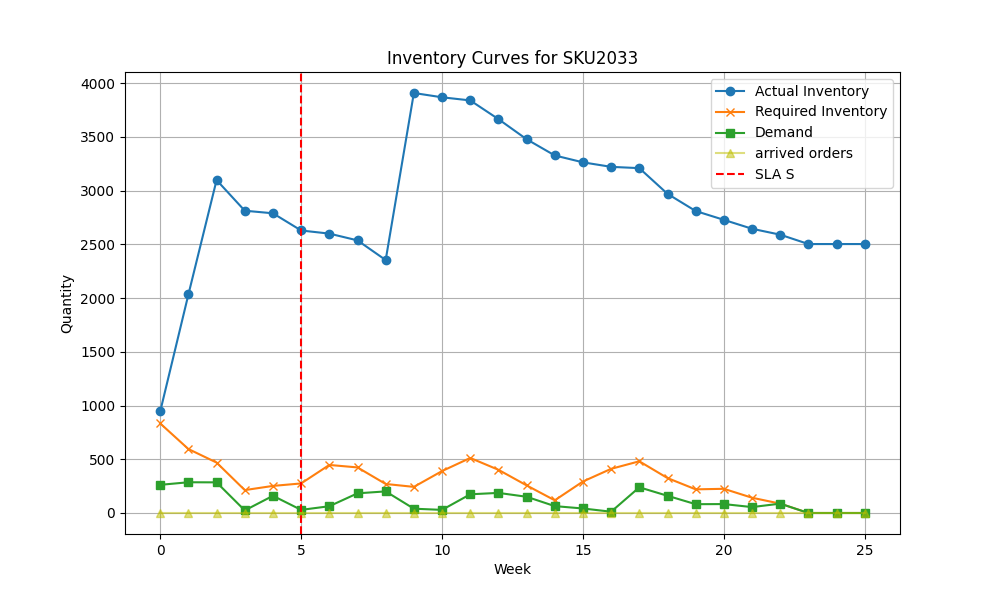 Inventory Curves for SKU2033
Actual Inventory
Required Inventory
Demand
arrived orders
SLA S
Quantity
4000
3500
3000
2500
2000
1500
1000
500
0
0 5 10 15 20 25
Week